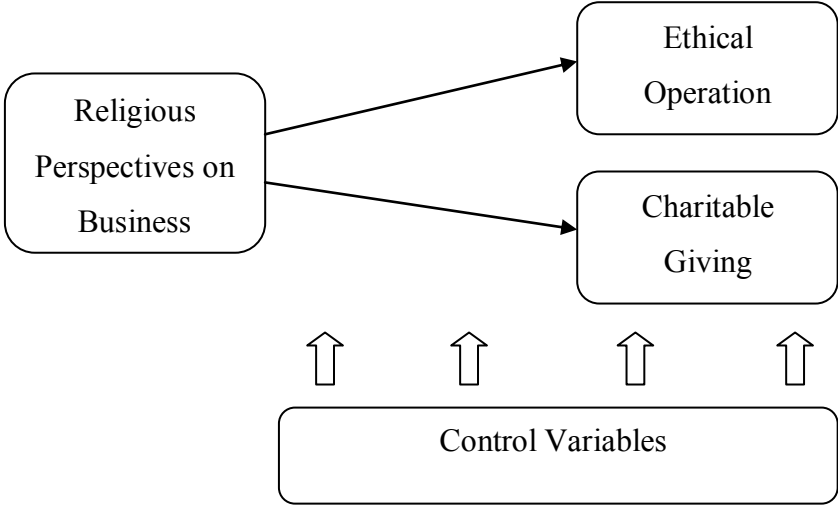 Religious
Perspectives on
Business
Ethical
Operation
Charitable
Giving
Control Variables